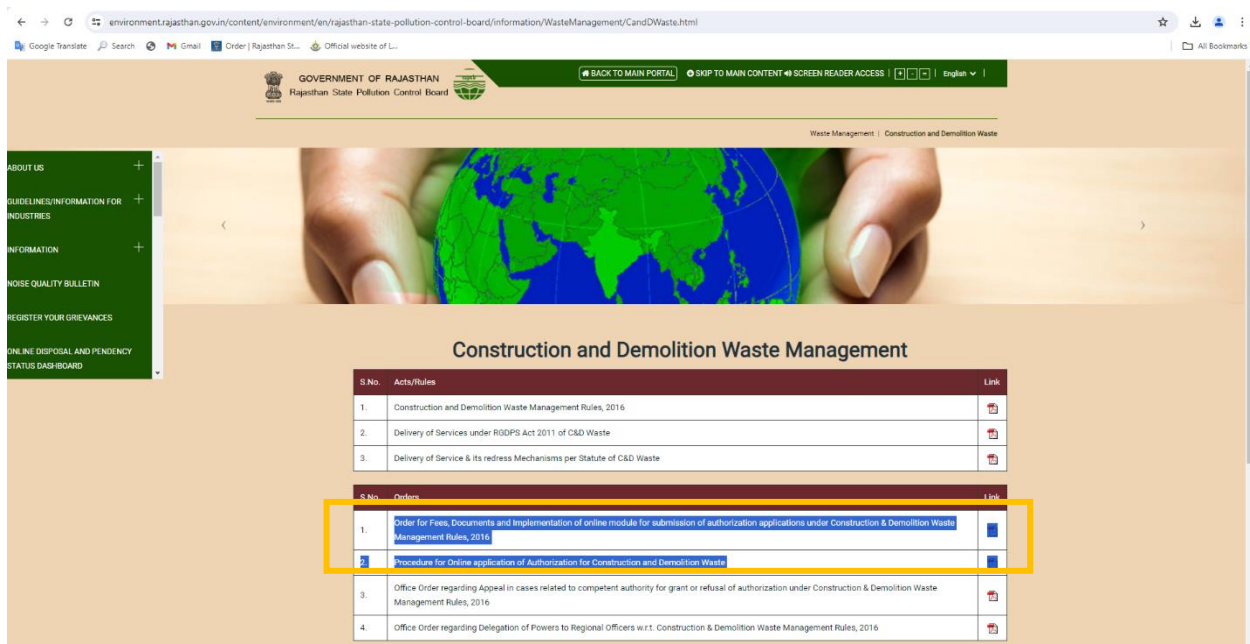 environment.rajasthan.gov.in/content/environment/en/rajasthan-state-pollution-control-board/information/WasteManagement/CandDWaste.html
Google Translate Search Gmail Order | Rajasthan St... Official website of L... All Bookmarks
GOVERNMENT OF RAJASTHAN
Rajasthan State Pollution Control Board
BACK TO MAIN PORTAL SKIP TO MAIN CONTENT SCREEN READER ACCESS | + - + | English |
Waste Management | Construction and Demolition Waste
ABOUT US
GUIDELINES/INFORMATION FOR
INDUSTRIES
INFORMATION
NOISE QUALITY BULLETIN
REGISTER YOUR GRIEVANCES
ONLINE DISPOSAL AND PENDENCY
STATUS DASHBOARD
Construction and Demolition Waste Management
S.No. Acts/Rules Link
1. Construction and Demolition Waste Management Rules, 2016
2. Delivery of Services under RGDPS Act 2011 of C&D Waste
3. Delivery of Service & its redress Mechanisms per Statute of C&D Waste
S.No. Orders Link
1. Order for Fees, Documents and Implementation of online module for submission of authorization applications under Construction & Demolition Waste
Management Rules, 2016
2. Procedure for Online application of Authorization for Construction and Demolition Waste
3. Office Order regarding Appeal in cases related to competent authority for grant or refusal of authorization under Construction & Demolition Waste
Management Rules, 2016
4. Office Order regarding Delegation of Powers to Regional Officers w.r.t. Construction & Demolition Waste Management Rules, 2016